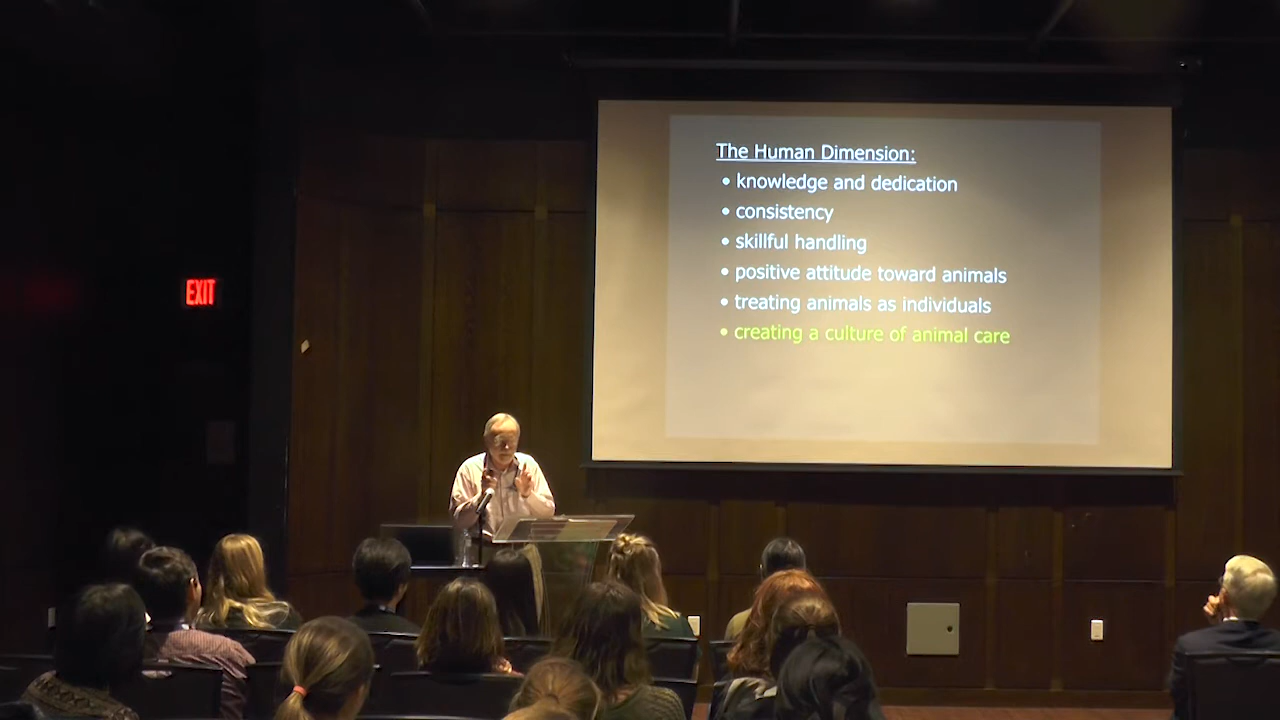 The Human Dimension:
• knowledge and dedication
• consistency
• skillful handling
• positive attitude toward animals
• treating animals as individuals
• creating a culture of animal care
EXIT